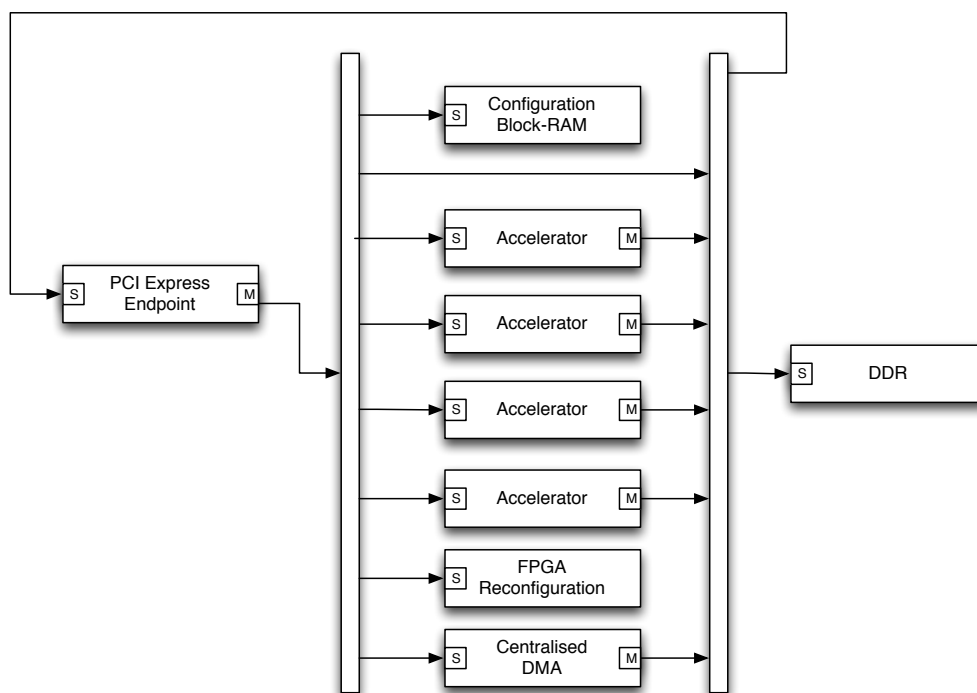 S
Configuration
Block-RAM
S
Accelerator
M
S
PCI Express
Endpoint
M
S
Accelerator
M
S
DDR
S
Accelerator
M
S
Accelerator
M
S
FPGA
Reconfiguration
S
Centralised
DMA
M